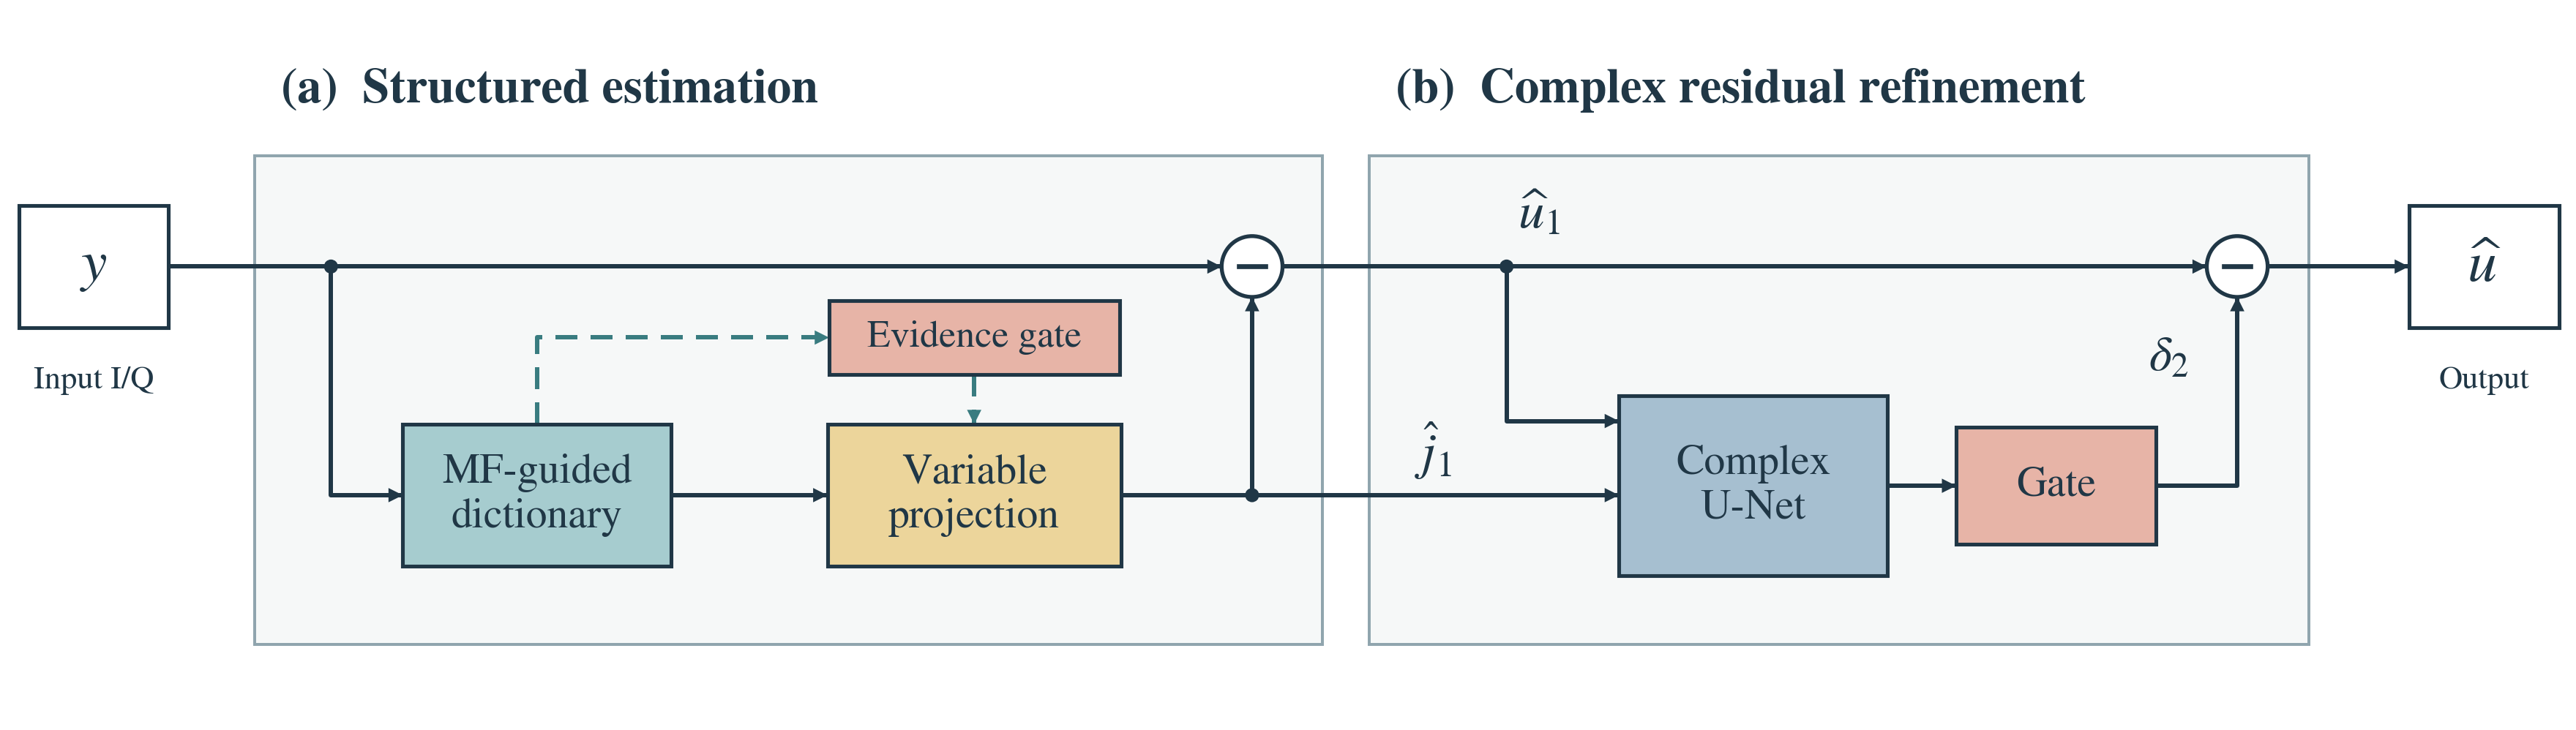 (a) Structured estimation
(b) Complex residual refinement
y
Input I/Q
Evidence gate
MF-guided
dictionary
Variable
projection
û₁
ĵ₁
Complex
U-Net
Gate
δ₂
û
Output